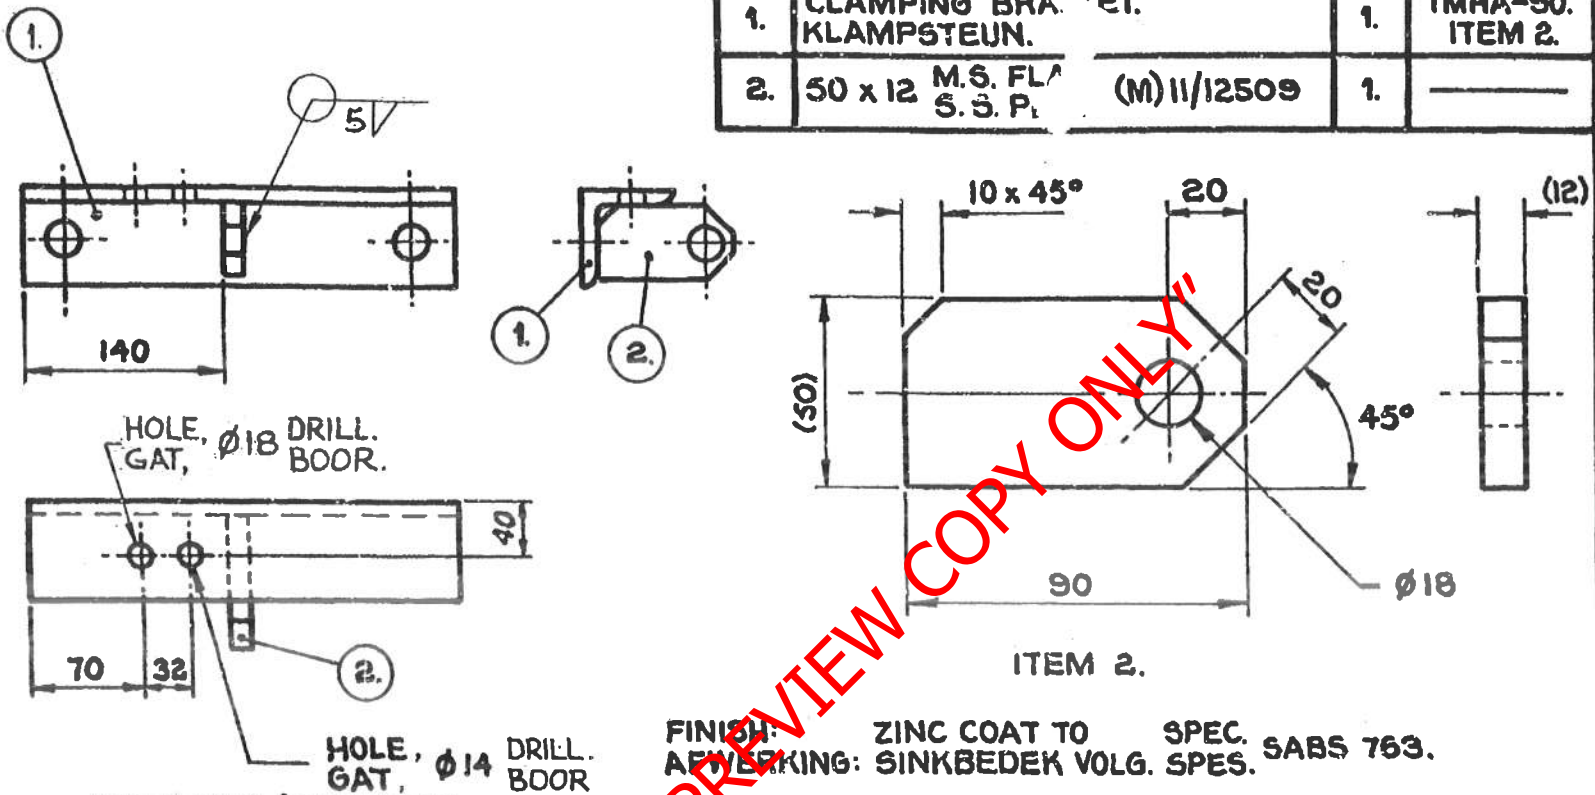 1.
KLAMPSTEUN.
1.
ITEM 2.
2.
50 x 12 M.S.
S.S.
(M)11/12509
1.
1.
5
140
1.
2.
10 x 45°
20
(12)
20
(50)
45°
90
Ø18
ITEM 2.
HOLE, Ø18 DRILL.
GAT, BOOR.
40
70
32
2.
HOLE, Ø14 DRILL.
GAT, BOOR
FINISH: ZINC COAT TO SPEC. SABS 763.
AFWERKING: SINKBEDEK VOLG. SPES.
PREVIEW COPY ONLY"